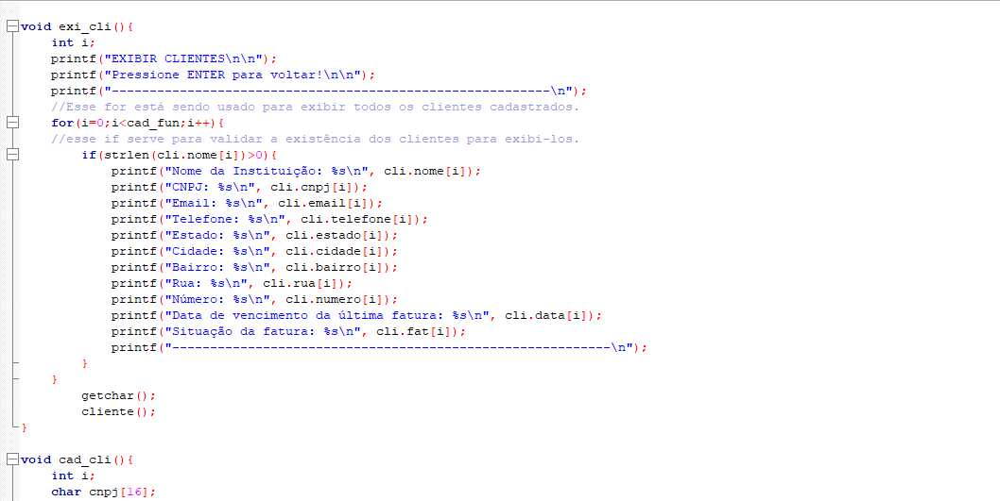 void exi_cli(){
    int i;
    printf("EXIBIR CLIENTES\n\n");
    printf("Pressione ENTER para voltar!\n\n");
    printf("----------------------------------------------------------\n");
    //Esse for está sendo usado para exibir todos os clientes cadastrados.
    for(i=0;i<cad_fun;i++){
    //esse if serve para validar a existência dos clientes para exibi-los.
        if(strlen(cli.nome[i])>0){
            printf("Nome da Instituição: %s\n", cli.nome[i]);
            printf("CNPJ: %s\n", cli.cnpj[i]);
            printf("Email: %s\n", cli.email[i]);
            printf("Telefone: %s\n", cli.telefone[i]);
            printf("Estado: %s\n", cli.estado[i]);
            printf("Cidade: %s\n", cli.cidade[i]);
            printf("Bairro: %s\n", cli.bairro[i]);
            printf("Rua: %s\n", cli.rua[i]);
            printf("Número: %s\n", cli.numero[i]);
            printf("Data de vencimento da última fatura: %s\n", cli.data[i]);
            printf("Situação da fatura: %s\n", cli.fat[i]);
            printf("----------------------------------------------------------\n");
        }
    }
        getchar();
        cliente();
}
void cad_cli(){
    int i;
    char cnpj[16];